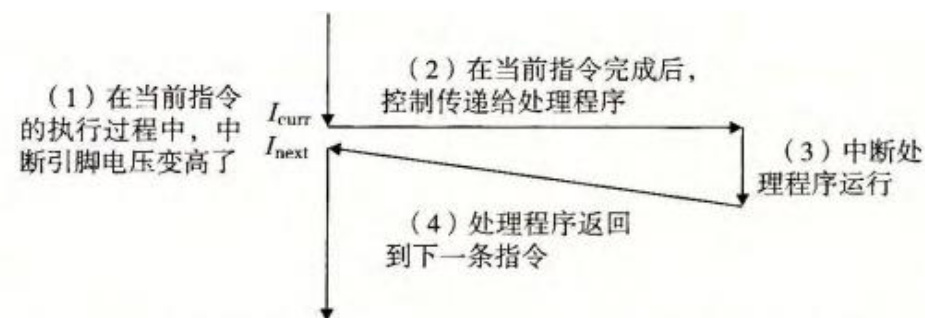 （1）在当前指令
的执行过程中，中
断引脚电压变高了
Icurr
Inext
（2）在当前指令完成后，
控制传递给处理程序
（3）中断处
理程序运行
（4）处理程序返回
到下一条指令